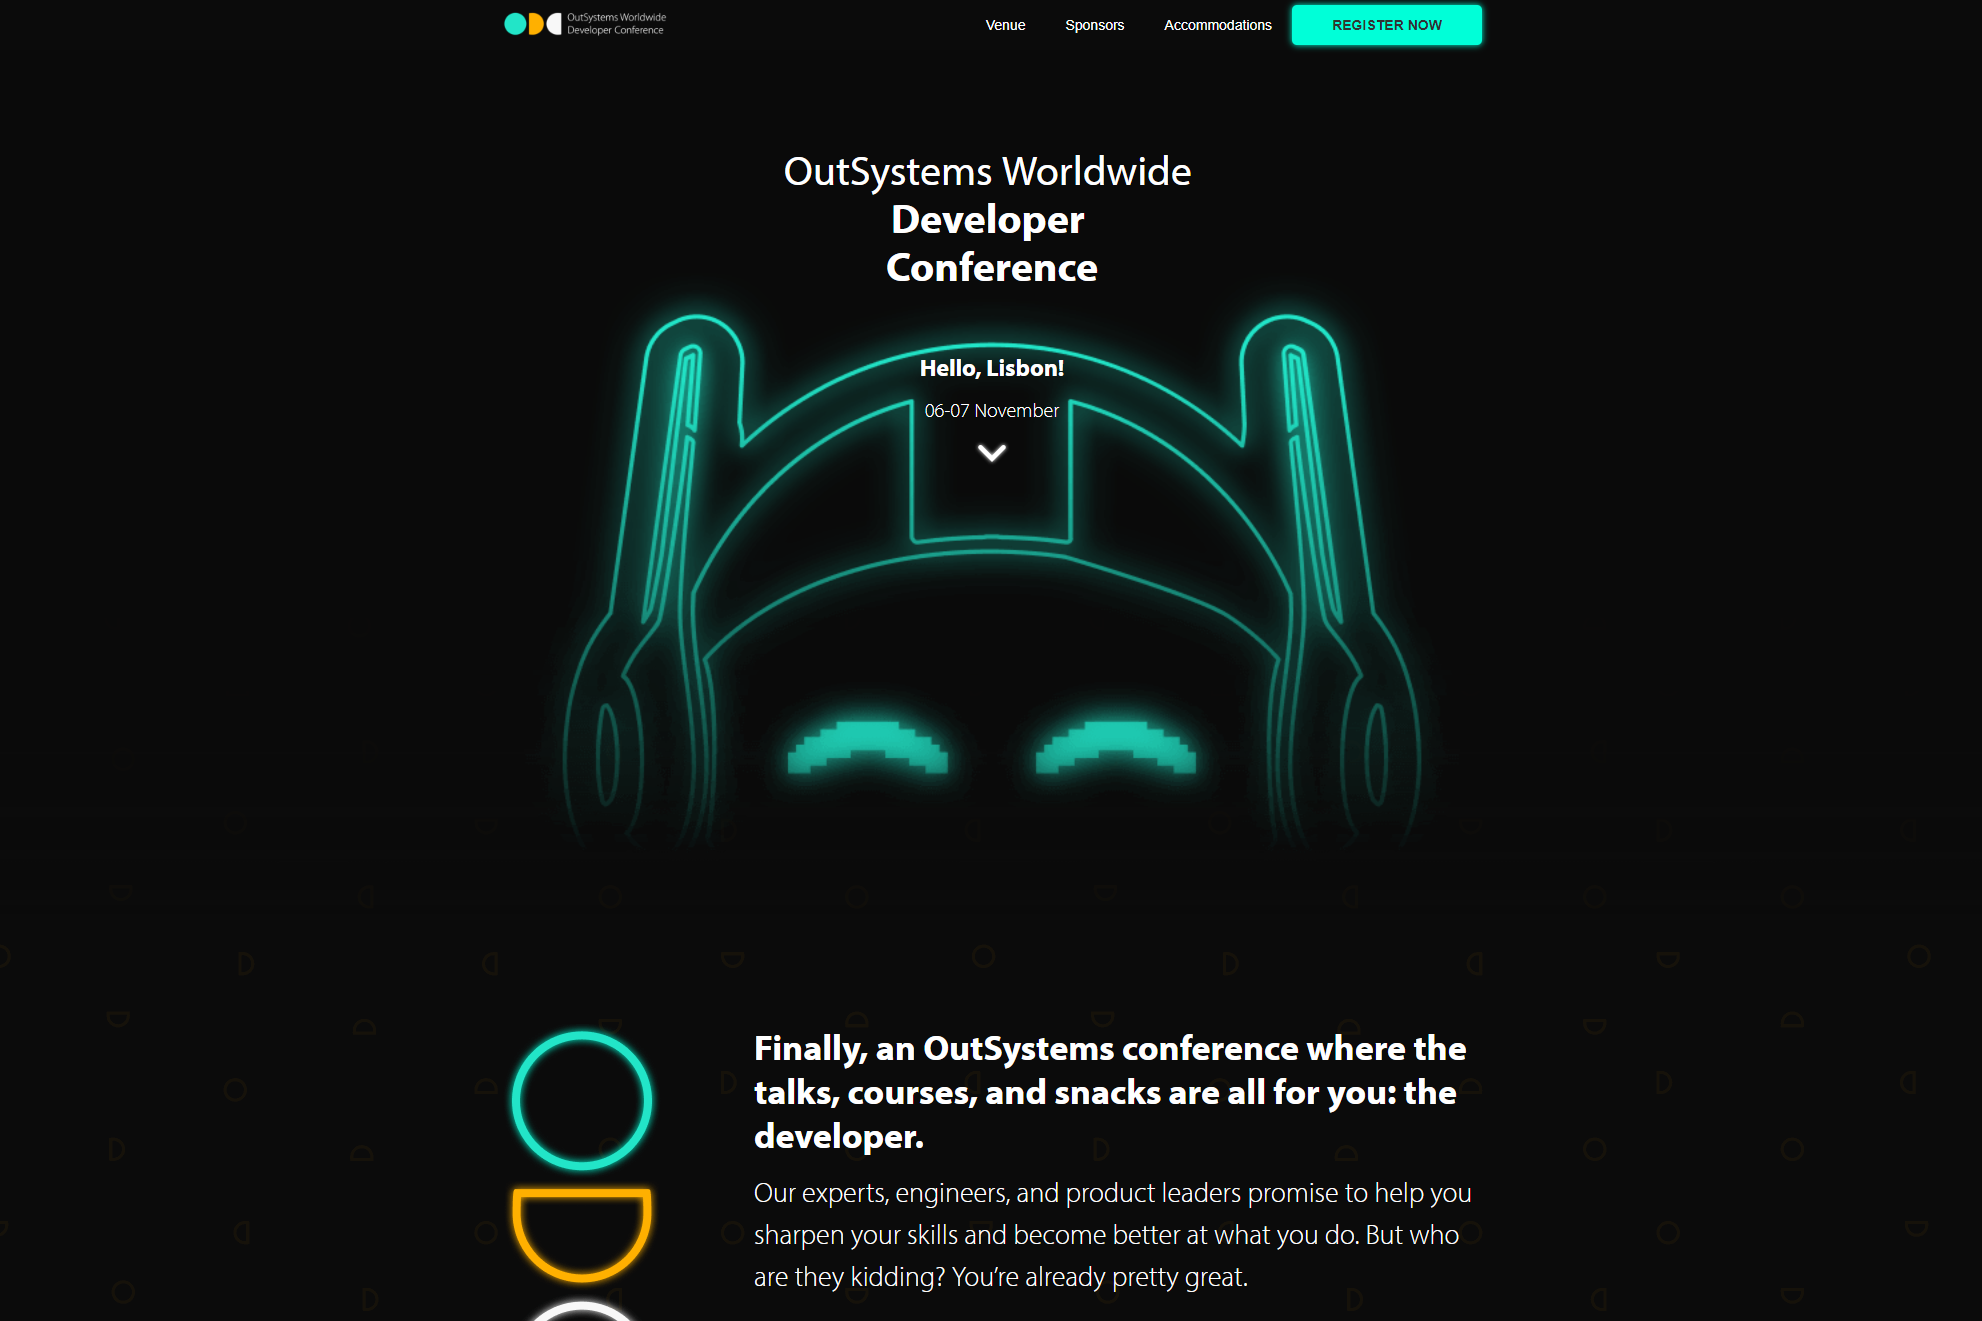 OutSystems Worldwide
Developer Conference
Venue
Sponsors
Accommodations
REGISTER NOW
OutSystems Worldwide
Developer
Conference
Hello, Lisbon!
06-07 November
Finally, an OutSystems conference where the
talks, courses, and snacks are all for you: the
developer.
Our experts, engineers, and product leaders promise to help you
sharpen your skills and become better at what you do. But who
are they kidding? You’re already pretty great.